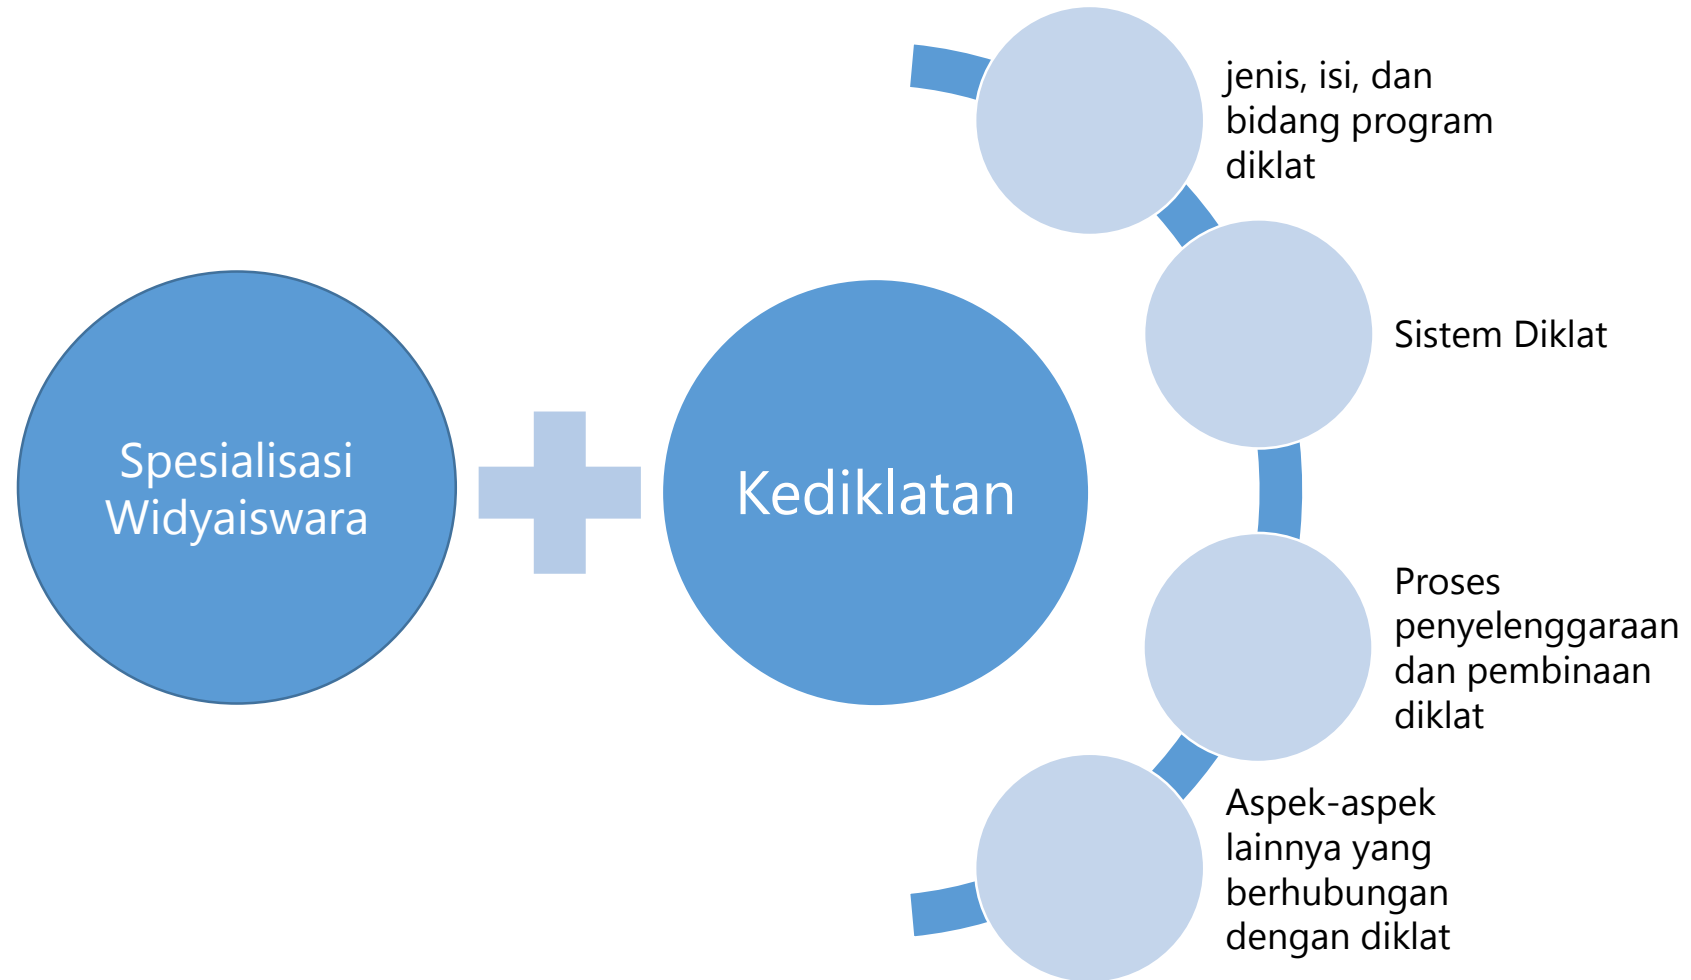 Spesialisasi
Widyaiswara
Kediklatan
jenis, isi, dan
bidang program
diklat
Sistem Diklat
Proses
penyelenggaraan
dan pembinaan
diklat
Aspek-aspek
lainnya yang
berhubungan
dengan diklat